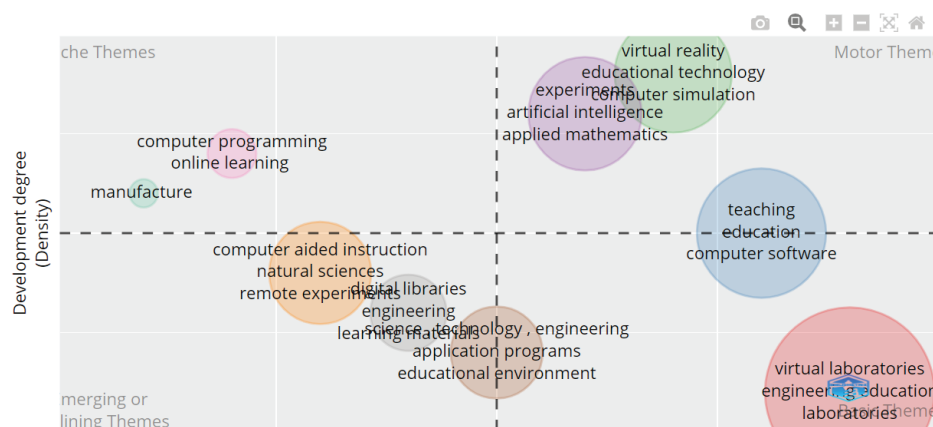 che Themes
Motor Them
virtual reality
educational technology
computer simulation
experiments
artificial intelligence
applied mathematics
computer programming
online learning
manufacture
teaching
education
computer software
computer aided instruction
natural sciences
remote experiments
digital libraries
engineering
learning materials
science , technology , engineering
application programs
educational environment
virtual laboratories
engineering education
laboratories
Basic Theme
merging or
lining Themes
Development degree
(Density)